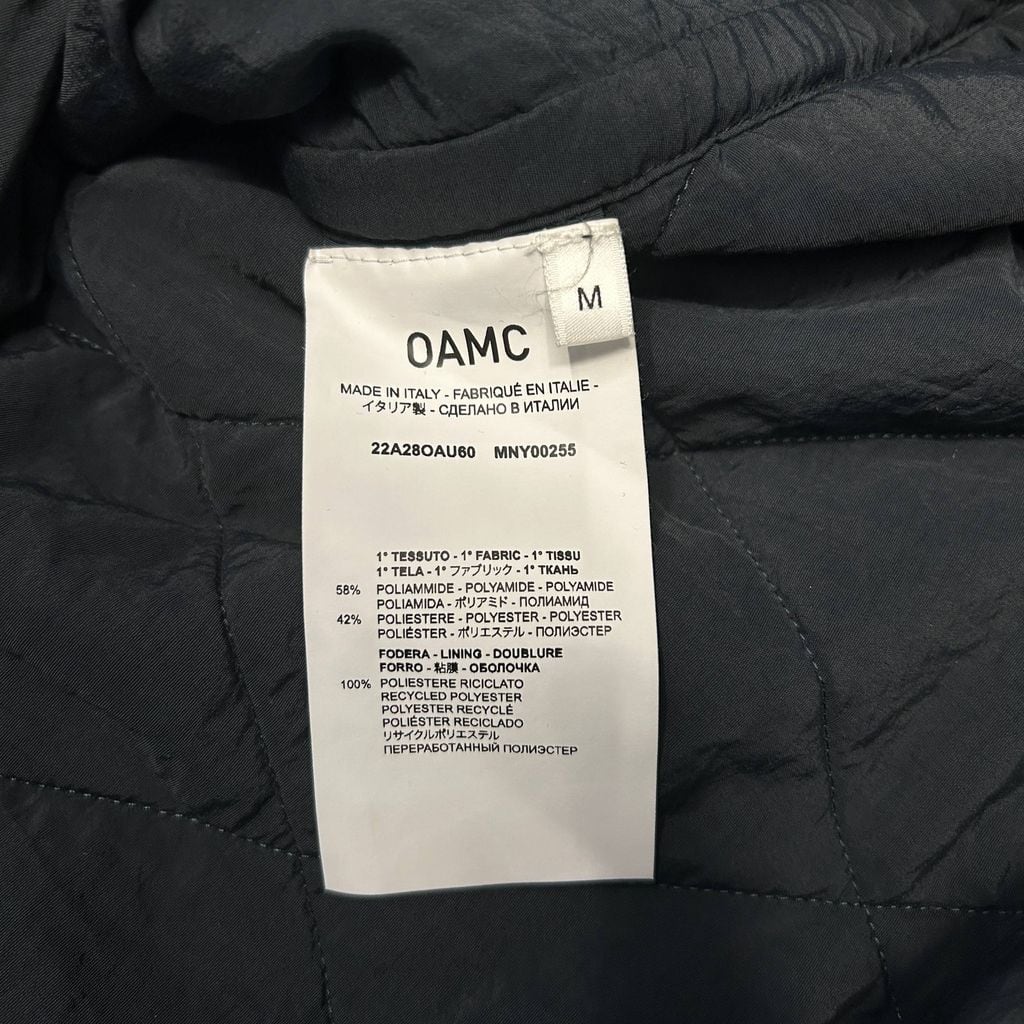 M
OAMC
MADE IN ITALY - FABRIQUÉ EN ITALIE -
イタリア製 - СДЕЛАНО В ИТАЛИИ
22A28OAU60 MNY00255
1° TESSUTO - 1° FABRIC - 1° TISSU
1° TELA - 1° ファブリック - 1° ТКАНЬ
58% POLIAMMIDE - POLYAMIDE - POLYAMIDE
POLIAMIDA - ポリアミド - ПОЛИАМИД
42% POLIESTERE - POLYESTER - POLYESTER
POLIÉSTER - ポリエステル - ПОЛИЭСТЕР
FODERA - LINING - DOUBLURE
FORRO - 粘膜 - ОБОЛОЧКА
100% POLIESTERE RICICLATO
RECYCLED POLYESTER
POLYESTER RECYCLÉ
POLIÉSTER RECICLADO
リサイクルポリエステル
ПЕРЕРАБОТАННЫЙ ПОЛИЭСТЕР